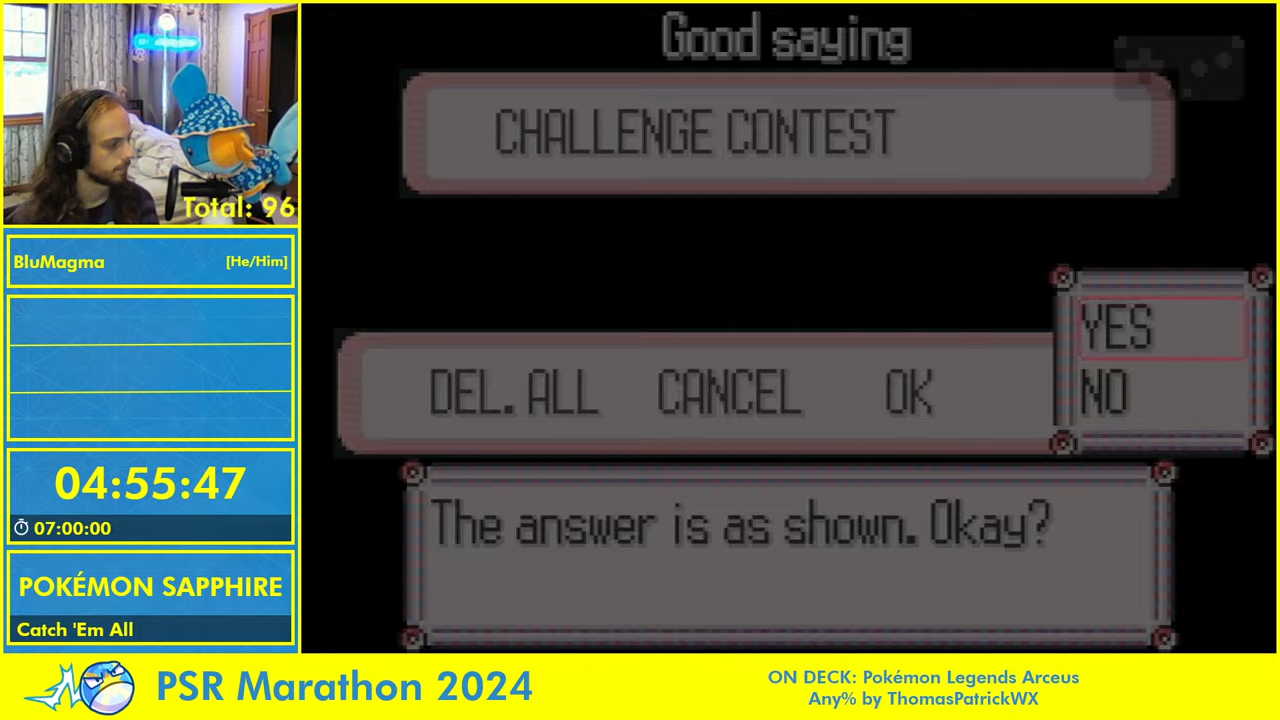 Total: 96
BluMagma [He/Him]
04:55:47
07:00:00
POKÉMON SAPPHIRE
Catch 'Em All
Good saying
CHALLENGE CONTEST
DEL. ALL CANCEL OK
YES
NO
The answer is as shown. Okay?
PSR Marathon 2024
ON DECK: Pokémon Legends Arceus
Any% by ThomasPatrickWX